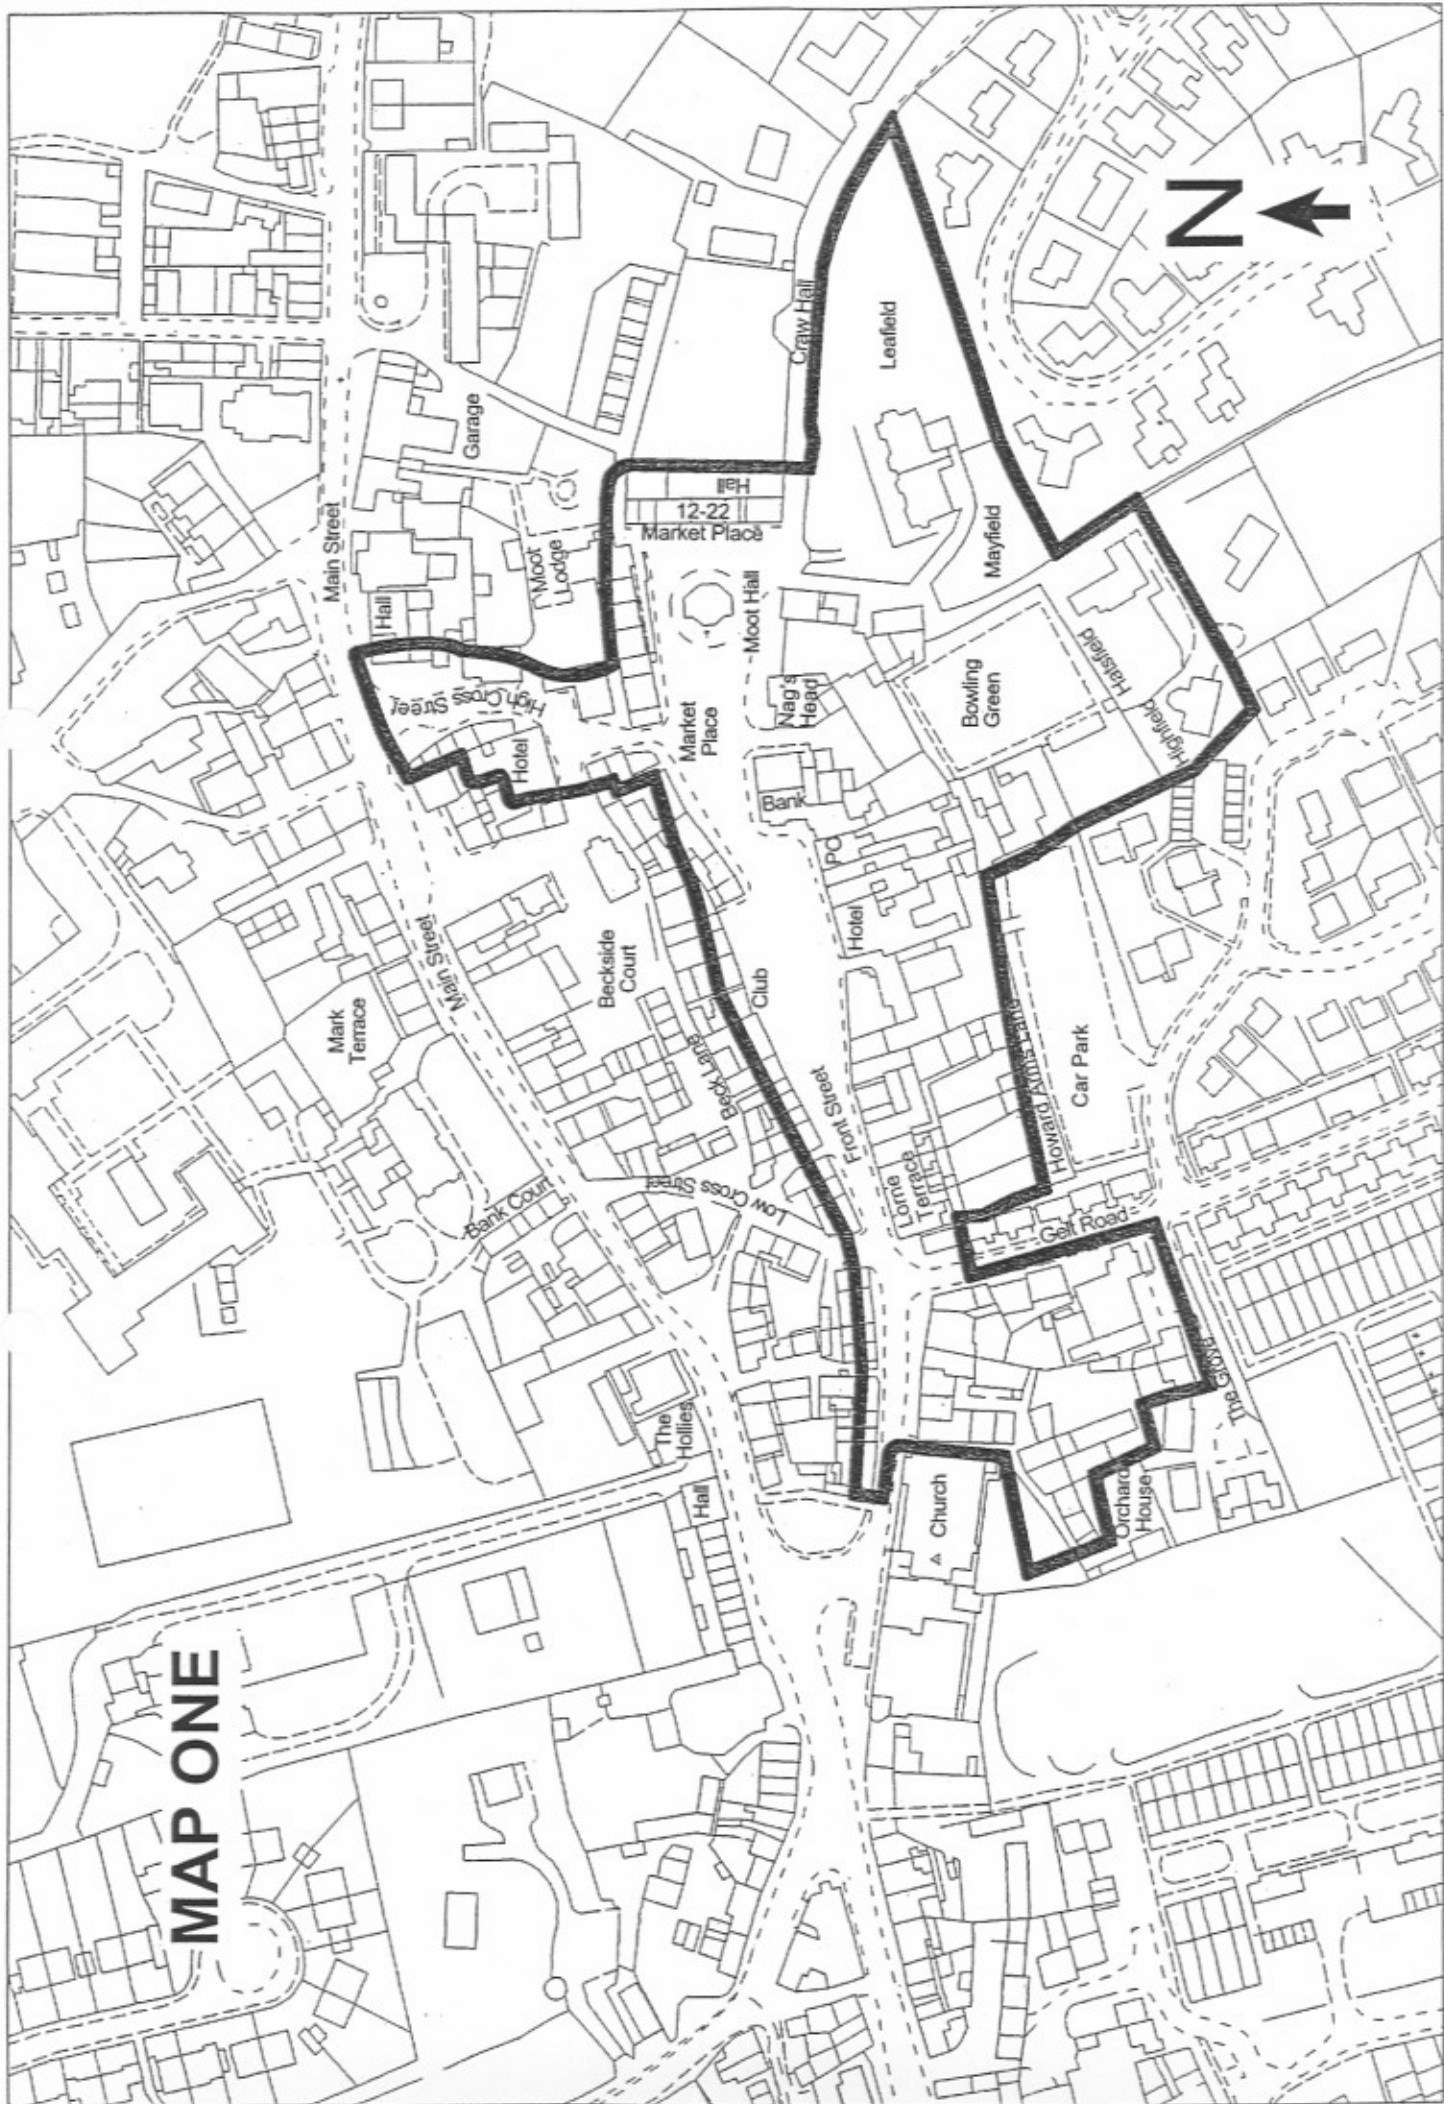 MAP ONE
N
Main Street
Hall
Garage
Moot
Lodge
High Cross Street
Hotel
Hall
12-22
Market Place
Craw Hall
Leafield
Mayfield
Moot Hall
Market
Place
Nag's
Head
Bank
PO
Hotel
Bowling
Green
Hatsfield
Highfield
Mark
Terrace
Main Street
Beckside
Court
Beck Lane
Club
Front Street
Howard Arms Lane
Car Park
Bank Court
Low Cross Street
Lorne
Terrace
Gelt Road
The Grove
The
Hollies
Hall
Church
Orchard
House